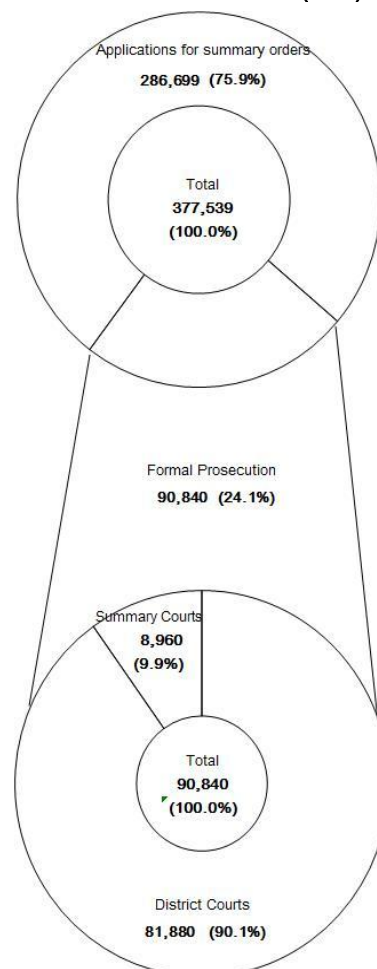 Applications for summary orders
286,699 (75.9%)
Total
377,539
(100.0%)
Formal Prosecution
90,840 (24.1%)
Summary Courts
8,960
(9.9%)
Total
90,840
(100.0%)
District Courts
81,880 (90.1%)